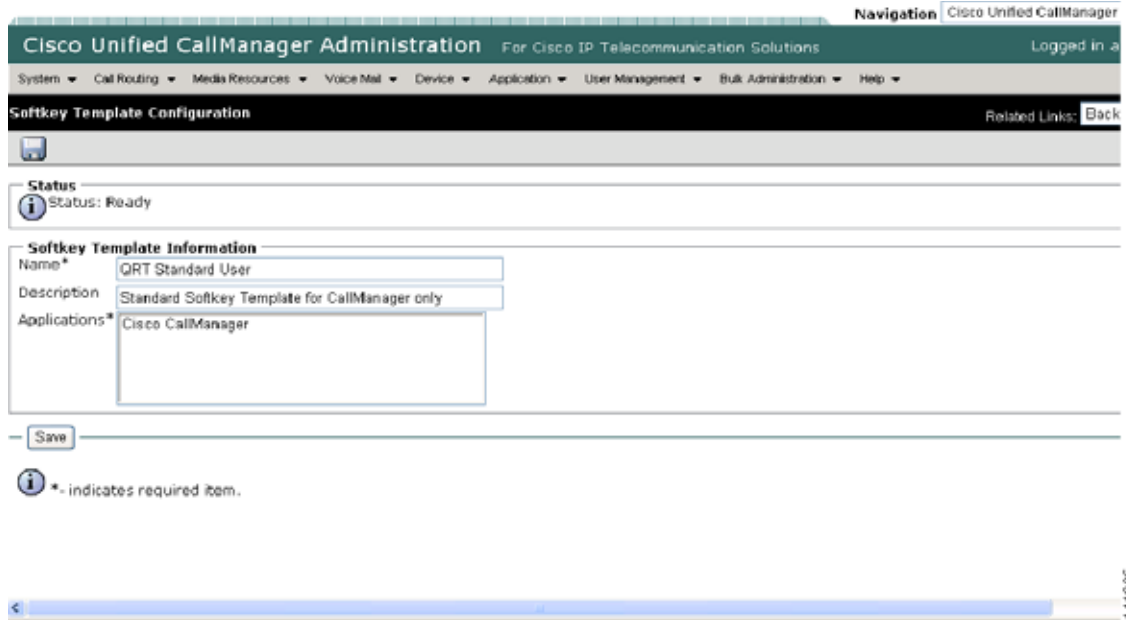 Navigation Cisco Unified CallManager
Cisco Unified CallManager Administration For Cisco IP Telecommunication Solutions Logged in a
System Call Routing Media Resources Voice Mail Device Application User Management Bulk Administration Help
Softkey Template Configuration Related Links: Back
Status
Status: Ready
Softkey Template Information
Name* QRT Standard User
Description Standard Softkey Template for CallManager only
Applications* Cisco CallManager
Save
*- indicates required item.